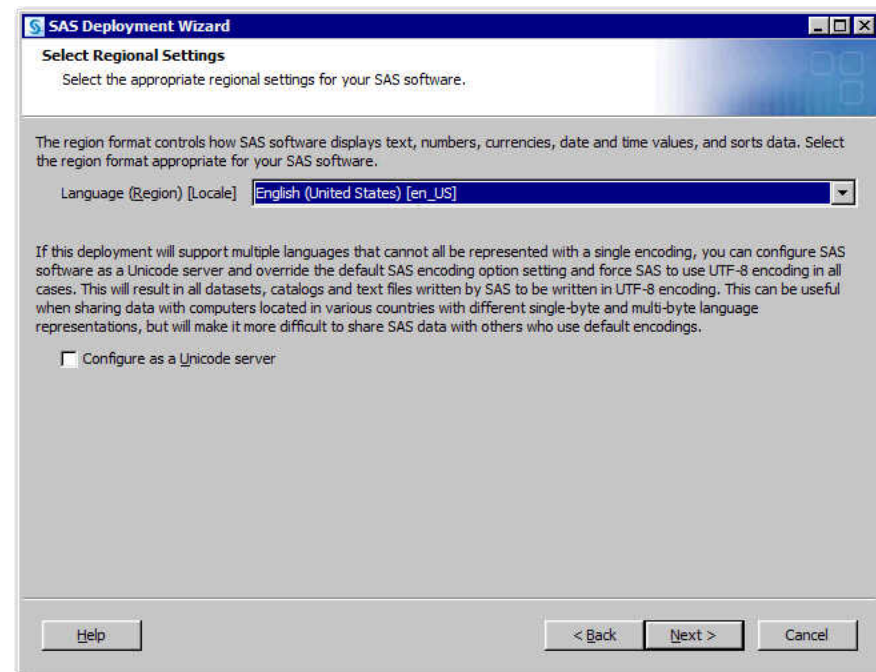 SAS Deployment Wizard
Select Regional Settings
Select the appropriate regional settings for your SAS software.
The region format controls how SAS software displays text, numbers, currencies, date and time values, and sorts data. Select
the region format appropriate for your SAS software.
Language (Region) [Locale] English (United States) [en_US]
If this deployment will support multiple languages that cannot all be represented with a single encoding, you can configure SAS
software as a Unicode server and override the default SAS encoding option setting and force SAS to use UTF-8 encoding in all
cases. This will result in all datasets, catalogs and text files written by SAS to be written in UTF-8 encoding. This can be useful
when sharing data with computers located in various countries with different single-byte and multi-byte language
representations, but will make it more difficult to share SAS data with others who use default encodings.
Configure as a Unicode server
Help < Back Next > Cancel